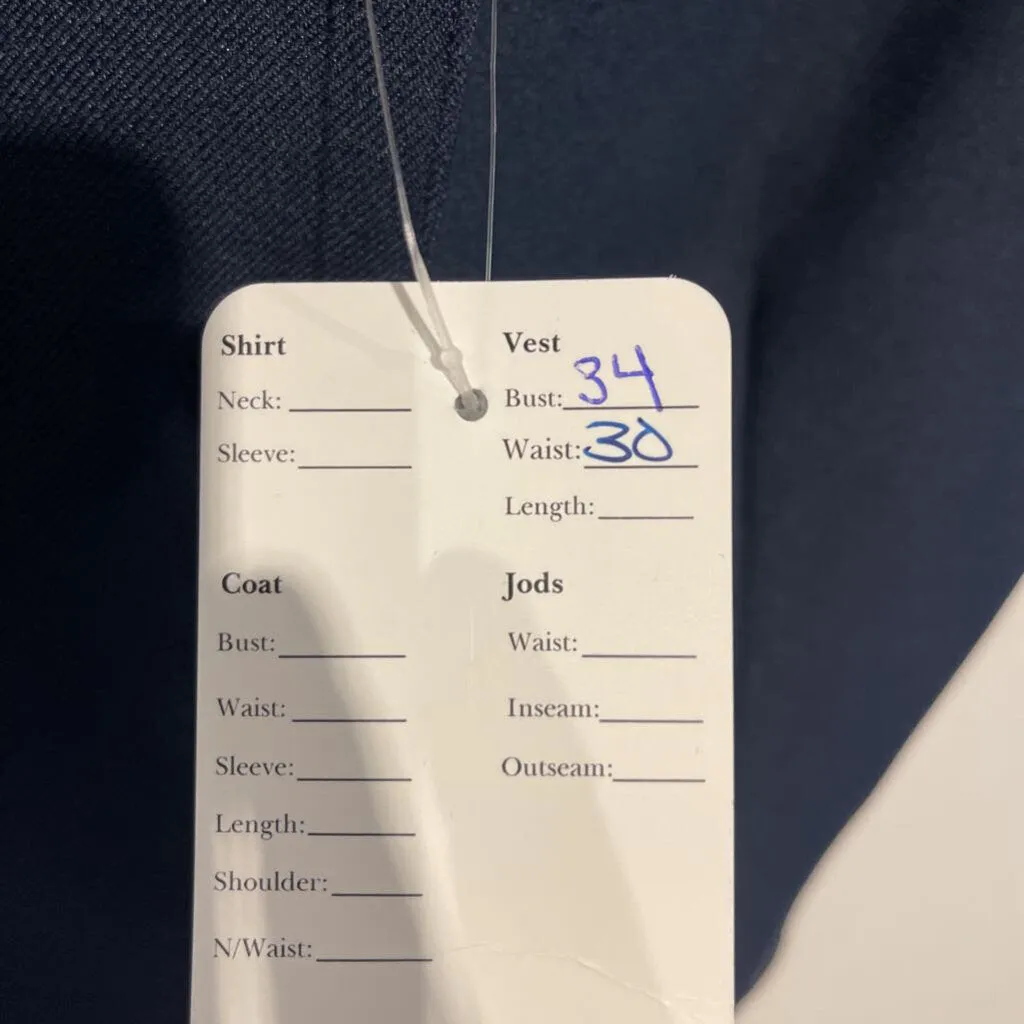 Shirt
Neck:
Sleeve:
Vest
Bust: 34
Waist: 30
Length:
Coat
Bust:
Waist:
Sleeve:
Length:
Shoulder:
N/Waist:
Jods
Waist:
Inseam:
Outseam: